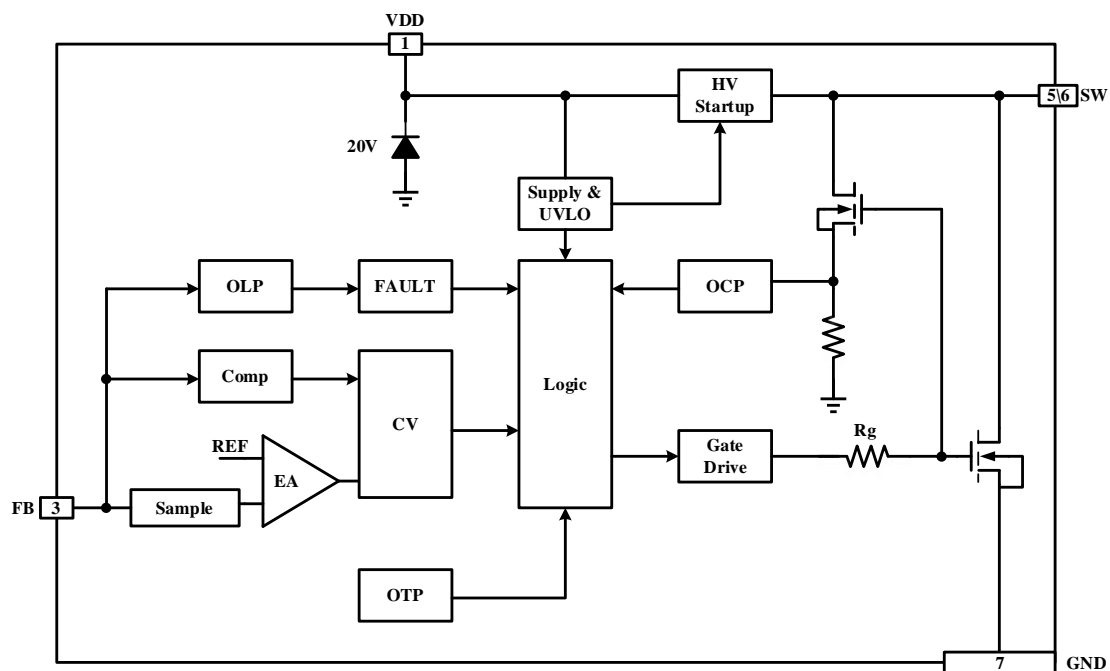 VDD
1
HV
Startup
5\6
SW
20V
Supply &
UVLO
OLP
FAULT
OCP
Comp
CV
Logic
REF
EA
Gate
Drive
Rg
FB
3
Sample
OTP
7
GND